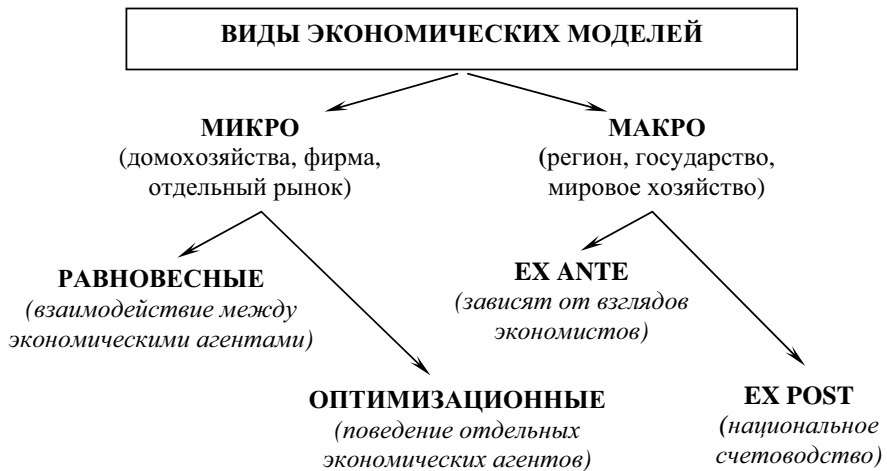 ВИДЫ ЭКОНОМИЧЕСКИХ МОДЕЛЕЙ
МИКРО
(домохозяйства, фирма,
отдельный рынок)
МАКРО
(регион, государство,
мировое хозяйство)
РАВНОВЕСНЫЕ
(взаимодействие между
экономическими агентами)
EX ANTE
(зависят от взглядов
экономистов)
ОПТИМИЗАЦИОННЫЕ
(поведение отдельных
экономических агентов)
EX POST
(национальное
счетоводство)